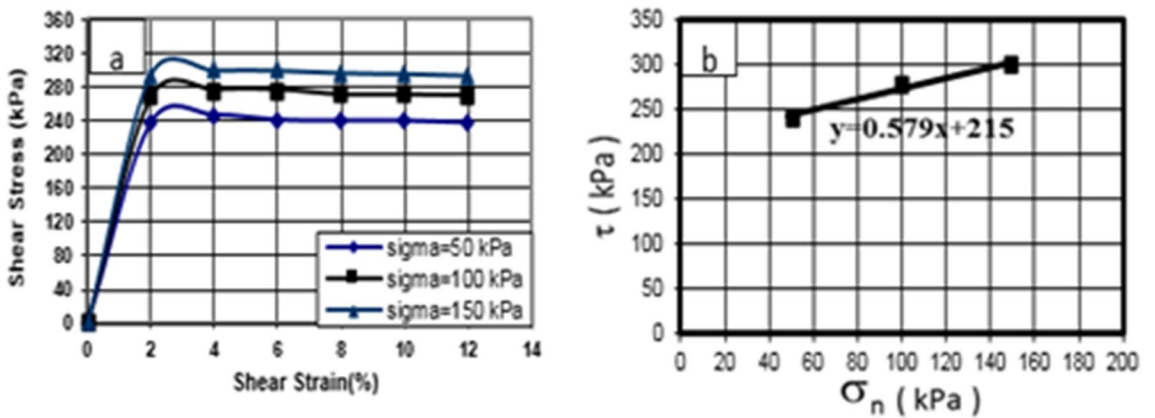 a
Shear Stress (kPa)
360
320
280
240
200
160
120
80
40
0
0 2 4 6 8 10 12 14
Shear Strain(%)
sigma=50 kPa
sigma=100 kPa
sigma=150 kPa
b
τ ( kPa )
350
300
250
200
150
100
50
0
0 20 40 60 80 100 120 140 160 180 200
σn ( kPa )
y=0.579x+215